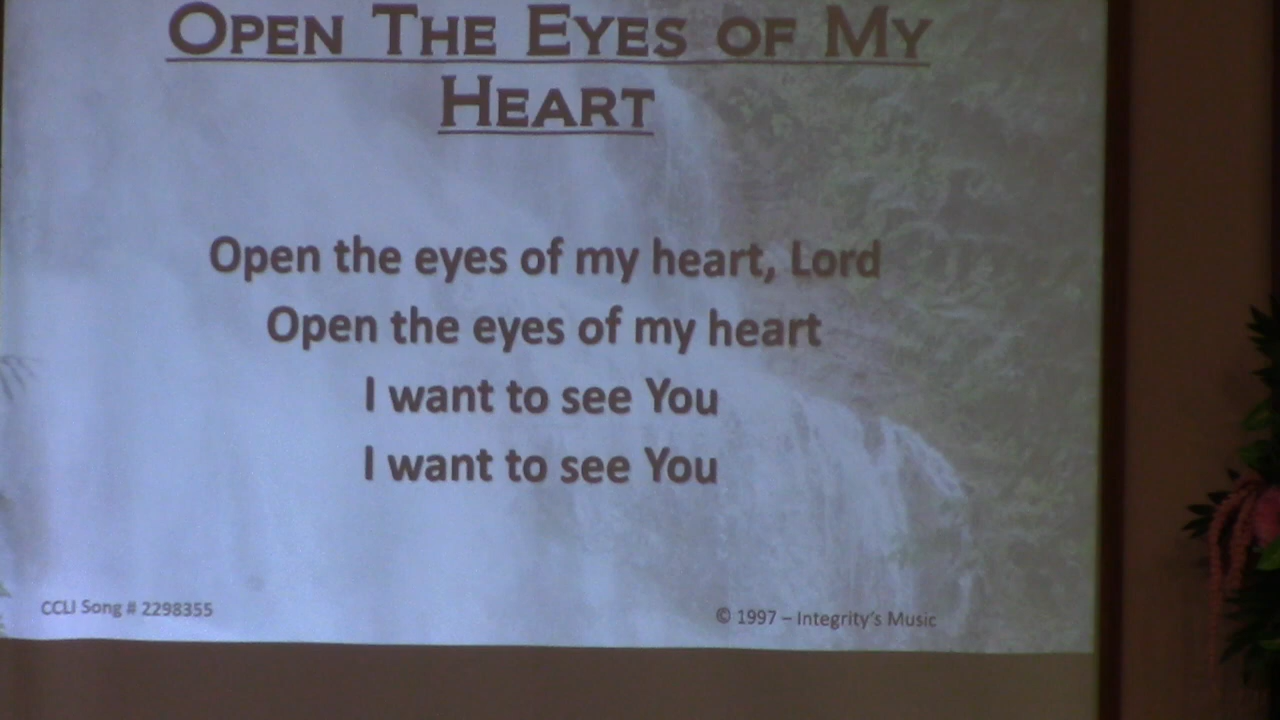 OPEN THE EYES OF MY
HEART
Open the eyes of my heart, Lord
Open the eyes of my heart
I want to see You
I want to see You
CCLI Song # 2298355
© 1997 – Integrity's Music